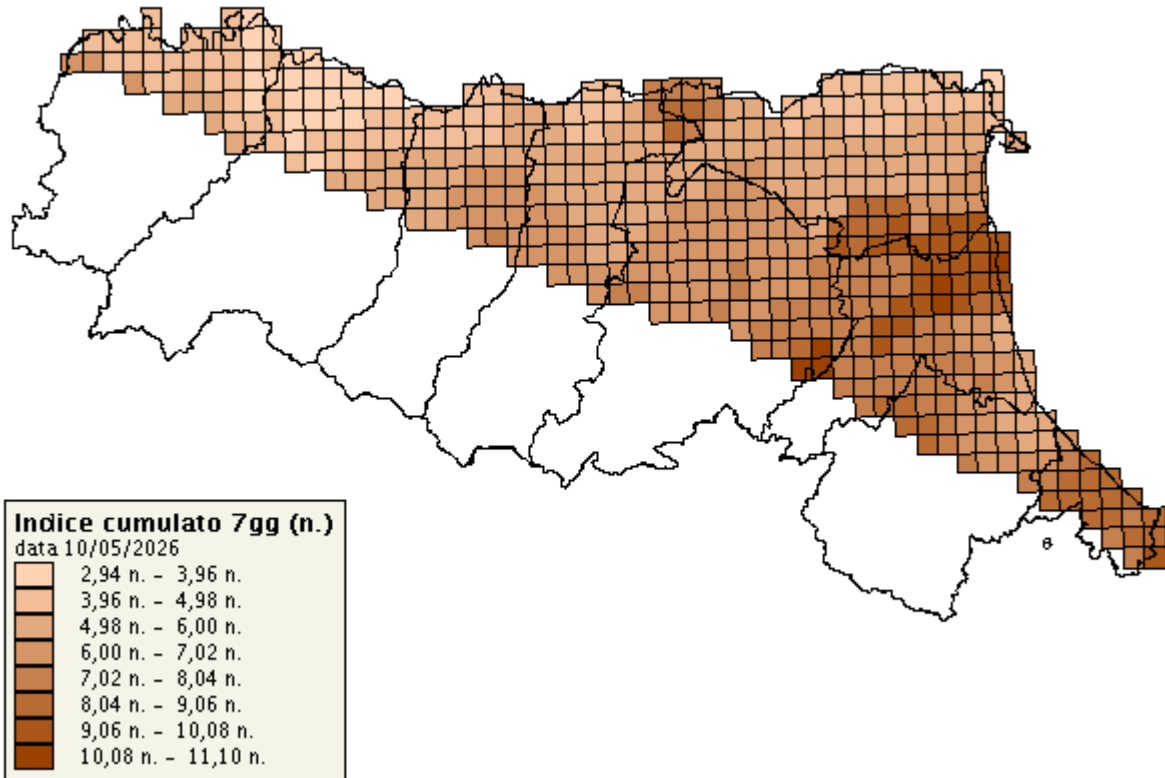 Indice cumulato 7gg (n.)
data 10/05/2026
2,94 n. - 3,96 n.
3,96 n. - 4,98 n.
4,98 n. - 6,00 n.
6,00 n. - 7,02 n.
7,02 n. - 8,04 n.
8,04 n. - 9,06 n.
9,06 n. - 10,08 n.
10,08 n. - 11,10 n.